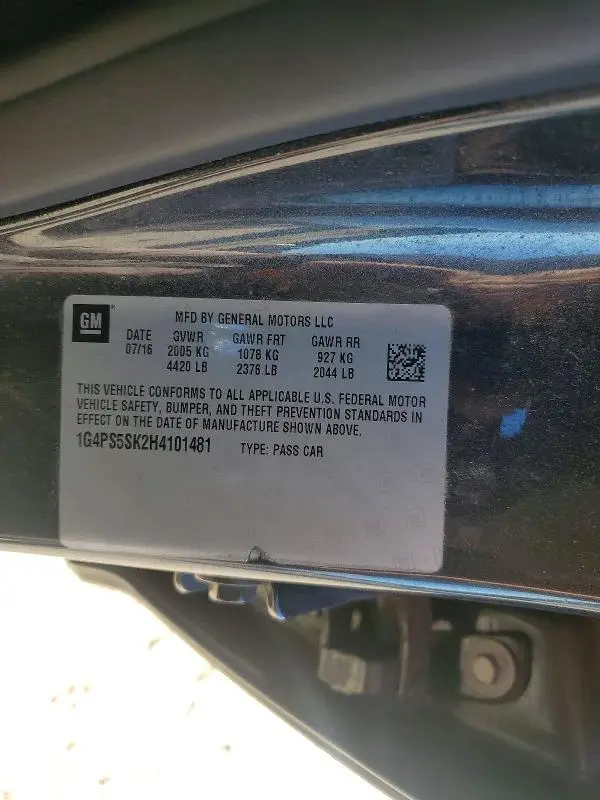 GM®
MFD BY GENERAL MOTORS LLC
DATE GVWR GAWR FRT GAWR RR
07/16 2005 KG 1078 KG 927 KG
4420 LB 2376 LB 2044 LB
THIS VEHICLE CONFORMS TO ALL APPLICABLE U.S. FEDERAL MOTOR
VEHICLE SAFETY, BUMPER, AND THEFT PREVENTION STANDARDS IN
EFFECT ON THE DATE OF MANUFACTURE SHOWN ABOVE.
1G4PS5SK2H4101481 TYPE: PASS CAR